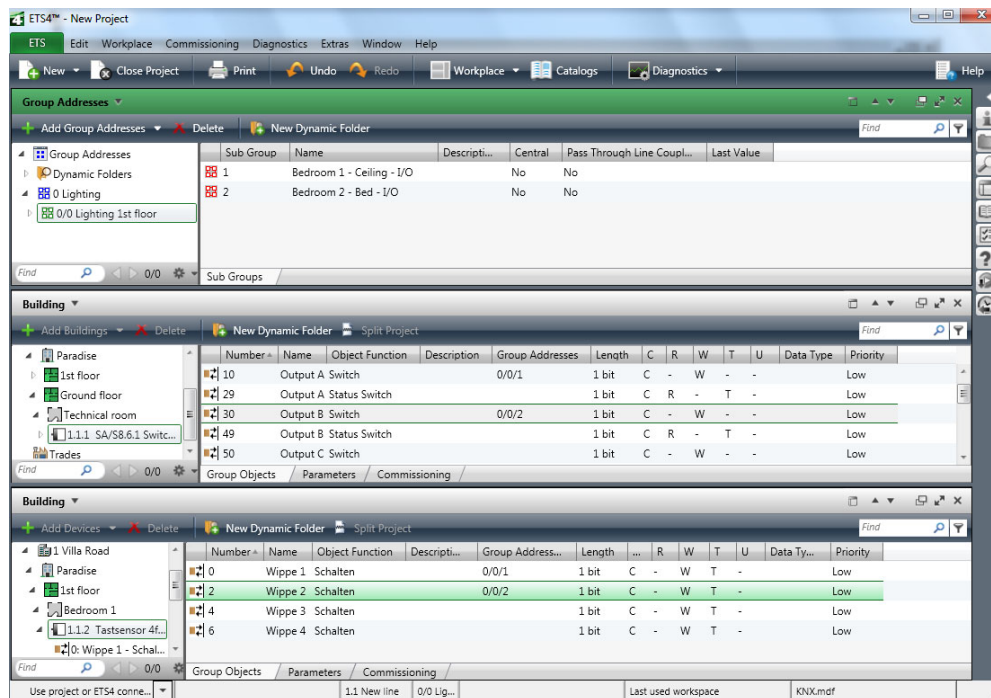 ETS4™ - New Project
ETS Edit Workplace Commissioning Diagnostics Extras Window Help
New Close Project Print Undo Redo Workplace Catalogs Diagnostics Help
Group Addresses
Add Group Addresses Delete New Dynamic Folder Find
Group Addresses
Dynamic Folders
0 Lighting
0/0 Lighting 1st floor
Find 0/0
Sub Group Name Descripti... Central Pass Through Line Coupl... Last Value
1 Bedroom 1 - Ceiling - I/O No No
2 Bedroom 2 - Bed - I/O No No
Sub Groups
Building
Add Buildings Delete New Dynamic Folder Split Project Find
Paradise
1st floor
Ground floor
Technical room
1.1.1 SA/S8.6.1 Switc...
Trades
Find 0/0
Number Name Object Function Description Group Addresses Length C R W T U Data Type Priority
10 Output A Switch 0/0/1 1 bit C - W - - Low
29 Output A Status Switch 1 bit C R - T - Low
30 Output B Switch 0/0/2 1 bit C - W - - Low
49 Output B Status Switch 1 bit C R - T - Low
50 Output C Switch 1 bit C - W - - Low
Group Objects Parameters Commissioning
Building
Add Devices Delete New Dynamic Folder Split Project Find
1 Villa Road
Paradise
1st floor
Bedroom 1
1.1.2 Tastsensor 4f...
0: Wippe 1 - Schal...
Find 0/0
Number Name Object Function Descripti... Group Address... Length ... R W T U Data Ty... Priority
0 Wippe 1 Schalten 0/0/1 1 bit C - W T - Low
2 Wippe 2 Schalten 0/0/2 1 bit C - W T - Low
4 Wippe 3 Schalten 1 bit C - W T - Low
6 Wippe 4 Schalten 1 bit C - W T - Low
Group Objects Parameters Commissioning
Use project or ETS4 conne... 1.1 New line 0/0 Lig... Last used workspace KNX.mdf